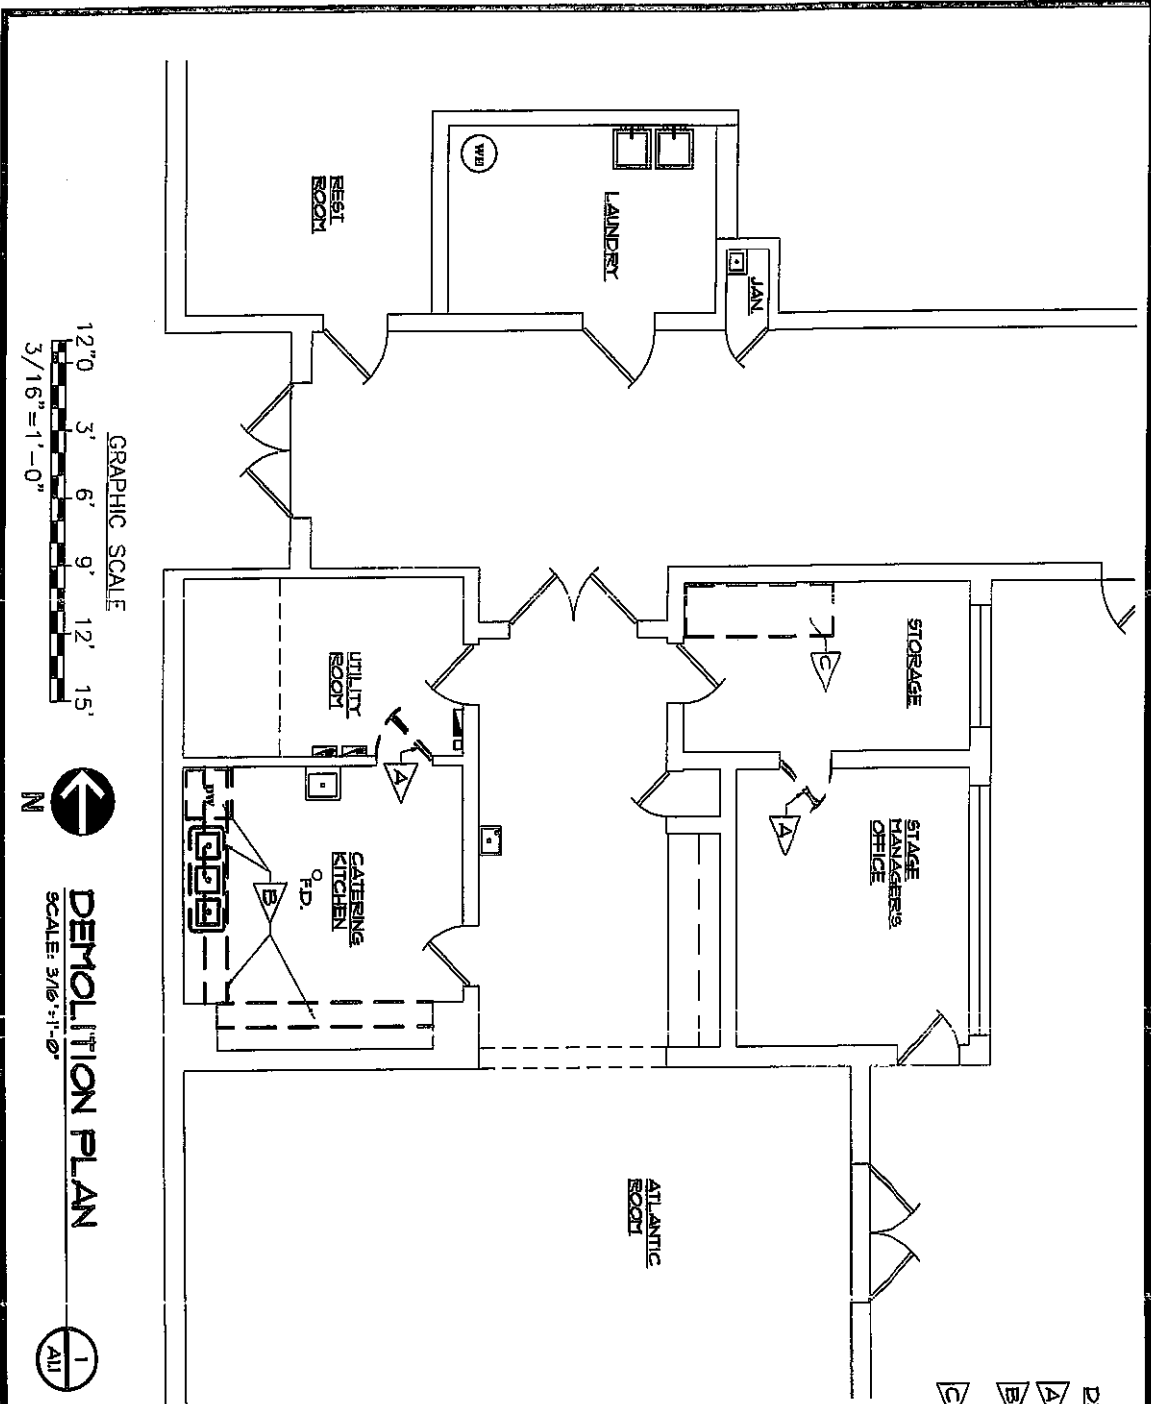 REST
ROOM
WH
LAUNDRY
JAN.
STORAGE
C
UTILITY
ROOM
A
A
STAGE
MANAGER'S
OFFICE
DW
B
F.D.
CATERING
KITCHEN
ATLANTIC
ROOM
GRAPHIC SCALE
12"0 3' 6' 9' 12' 15'
3/16"=1'-0"
N
DEMOLITION PLAN
SCALE: 3/16"=1'-0"
1
A1.1
D
A
B
C